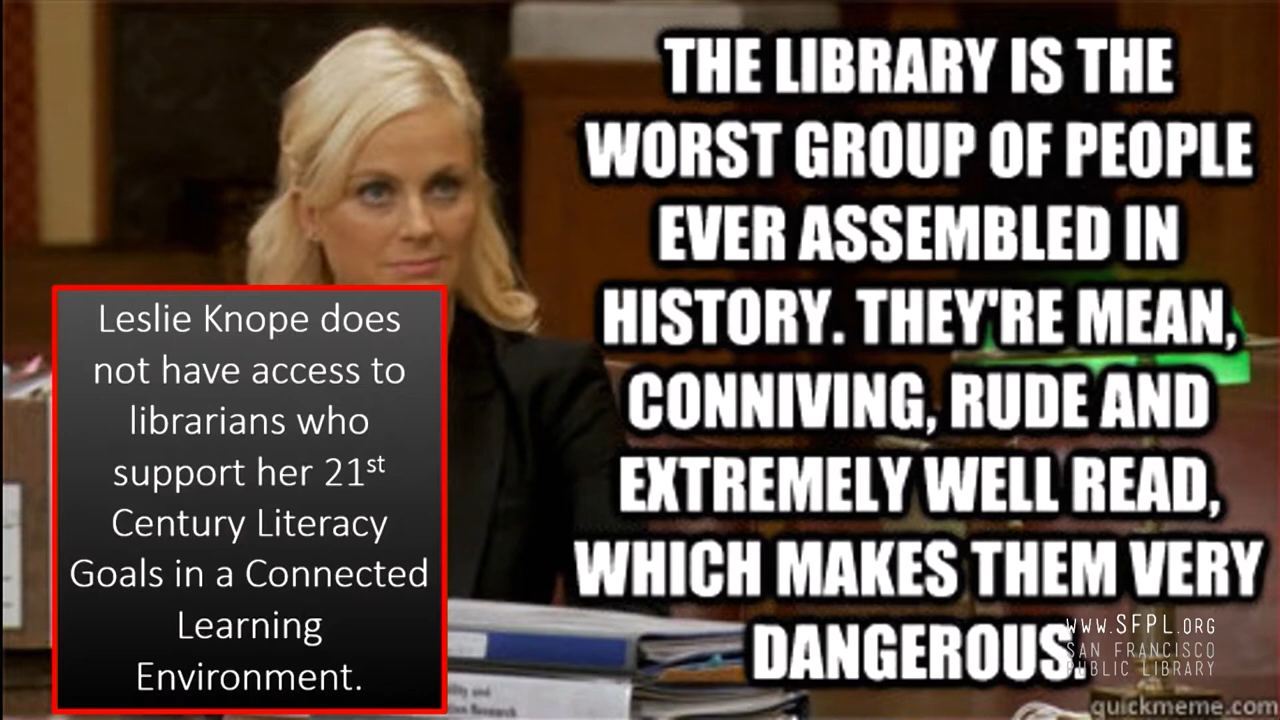 THE LIBRARY IS THE
WORST GROUP OF PEOPLE
EVER ASSEMBLED IN
HISTORY. THEY'RE MEAN,
CONNIVING, RUDE AND
EXTREMELY WELL READ,
WHICH MAKES THEM VERY
DANGEROUS.
Leslie Knope does
not have access to
librarians who
support her 21st
Century Literacy
Goals in a Connected
Learning
Environment.
www.SFPL.ORG
SAN FRANCISCO
PUBLIC LIBRARY
quickmeme.com